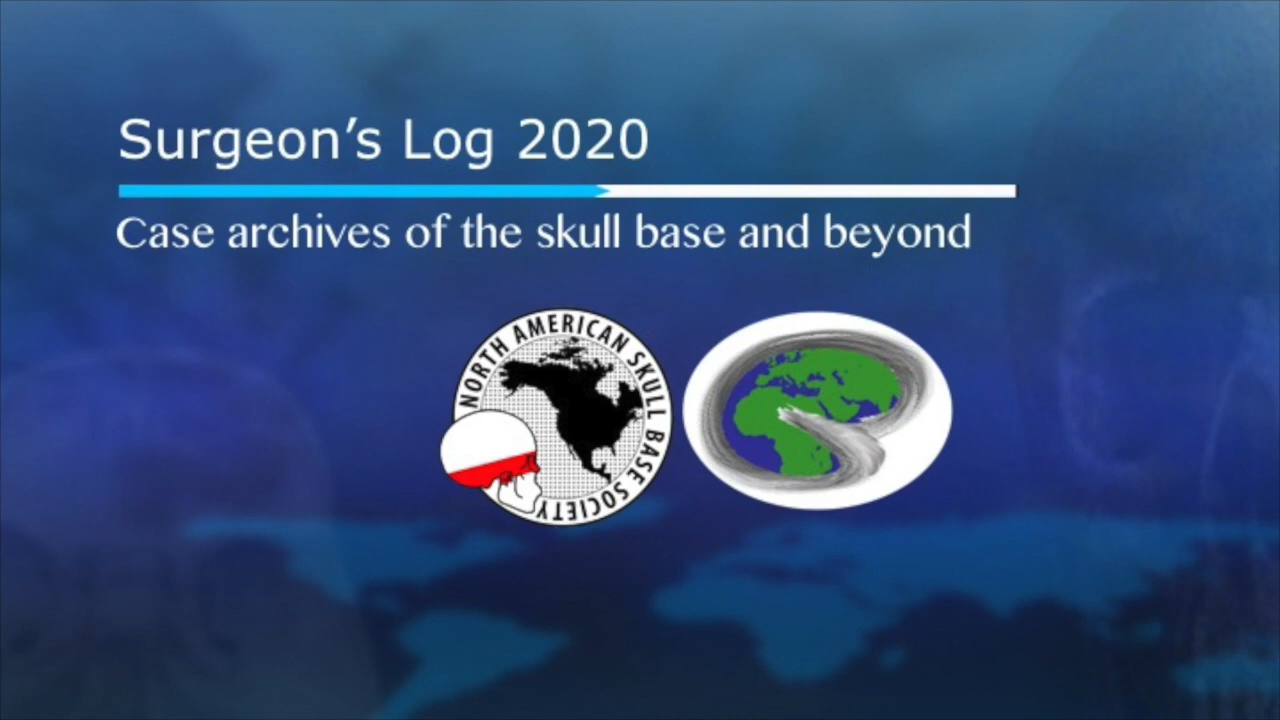 Surgeon’s Log 2020
Case archives of the skull base and beyond
NORTH AMERICAN SKULL BASE SOCIETY